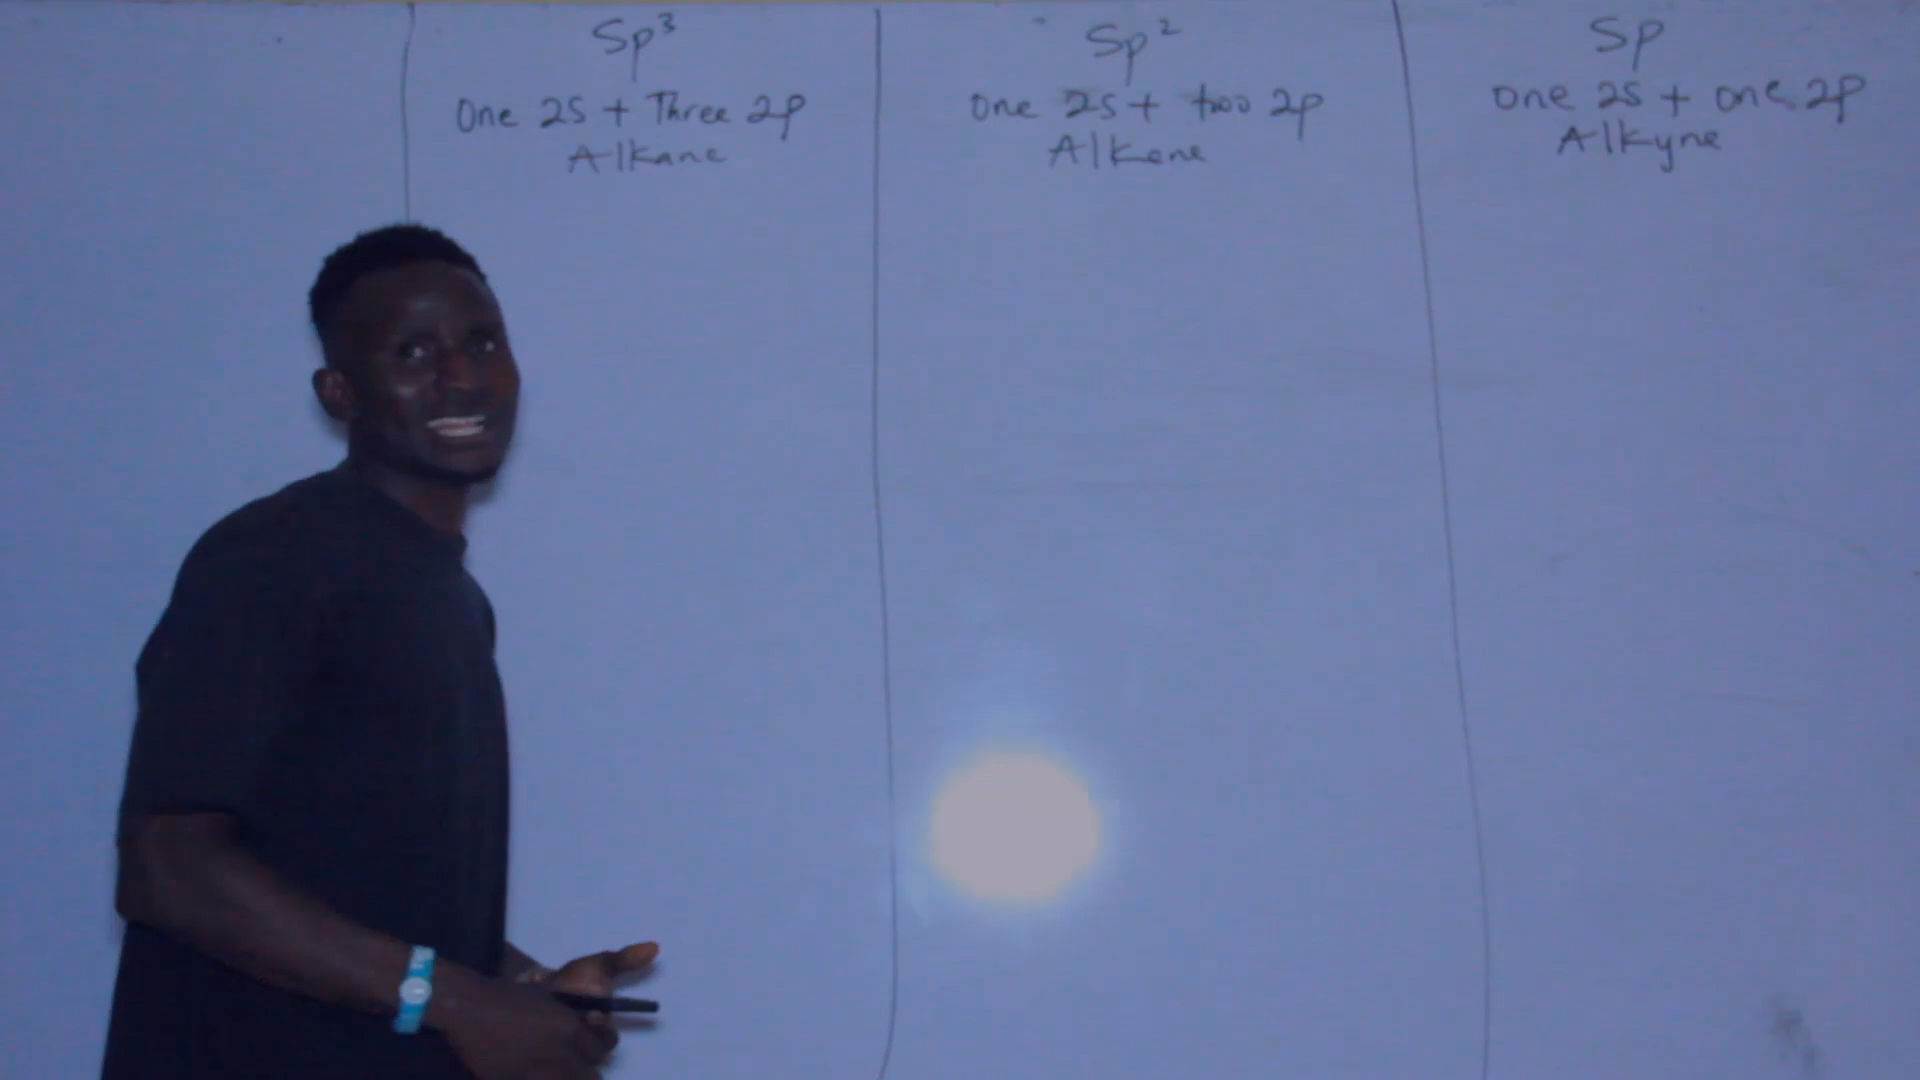 Sp³
One 2S + Three 2p
Alkane
Sp²
One 2s + two 2p
Alkene
Sp
One 2s + one 2p
Alkyne